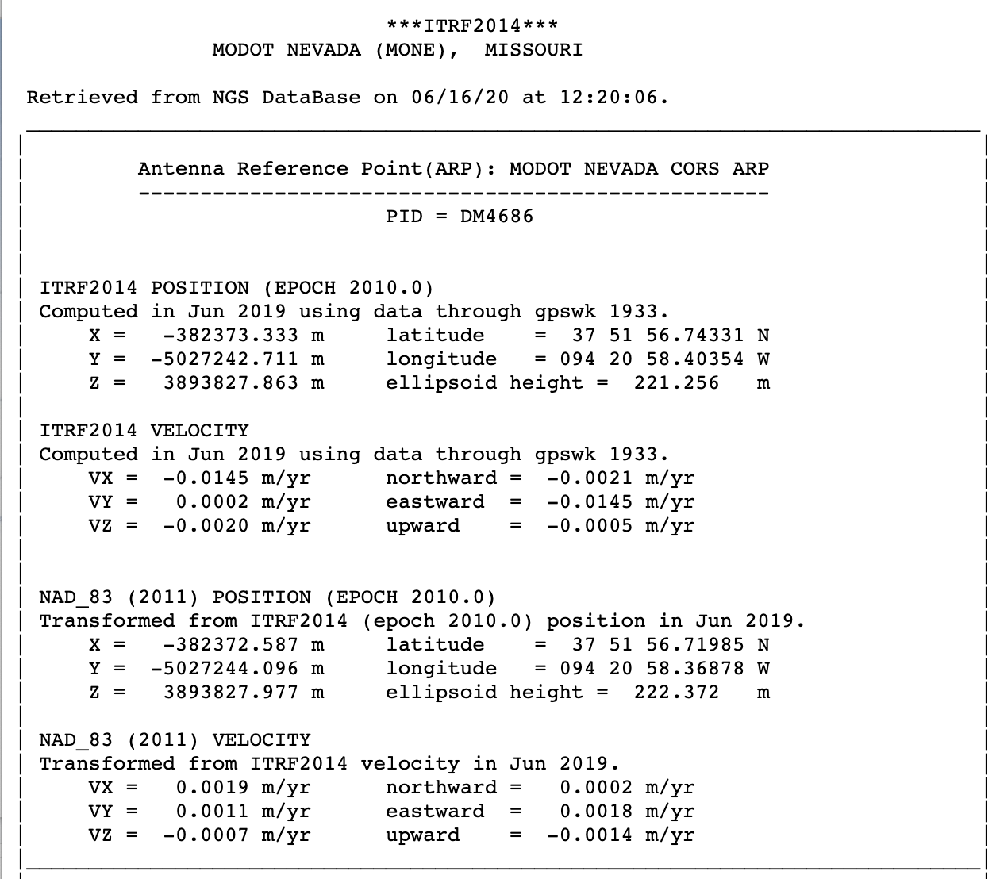 ***ITRF2014***
MODOT NEVADA (MONE),  MISSOURI
Retrieved from NGS DataBase on 06/16/20 at 12:20:06.
Antenna Reference Point(ARP): MODOT NEVADA CORS ARP
---------------------------------------------------
PID = DM4686
ITRF2014 POSITION (EPOCH 2010.0)
Computed in Jun 2019 using data through gpswk 1933.
X =   -382373.333 m     latitude    =  37 51 56.74331 N
Y =  -5027242.711 m     longitude   = 094 20 58.40354 W
Z =   3893827.863 m     ellipsoid height =  221.256   m
ITRF2014 VELOCITY
Computed in Jun 2019 using data through gpswk 1933.
VX =  -0.0145 m/yr      northward =  -0.0021 m/yr
VY =   0.0002 m/yr      eastward  =  -0.0145 m/yr
VZ =  -0.0020 m/yr      upward    =  -0.0005 m/yr
NAD_83 (2011) POSITION (EPOCH 2010.0)
Transformed from ITRF2014 (epoch 2010.0) position in Jun 2019.
X =   -382372.587 m     latitude    =  37 51 56.71985 N
Y =  -5027244.096 m     longitude   = 094 20 58.36878 W
Z =   3893827.977 m     ellipsoid height =  222.372   m
NAD_83 (2011) VELOCITY
Transformed from ITRF2014 velocity in Jun 2019.
VX =   0.0019 m/yr      northward =   0.0002 m/yr
VY =   0.0011 m/yr      eastward  =   0.0018 m/yr
VZ =  -0.0007 m/yr      upward    =  -0.0014 m/yr